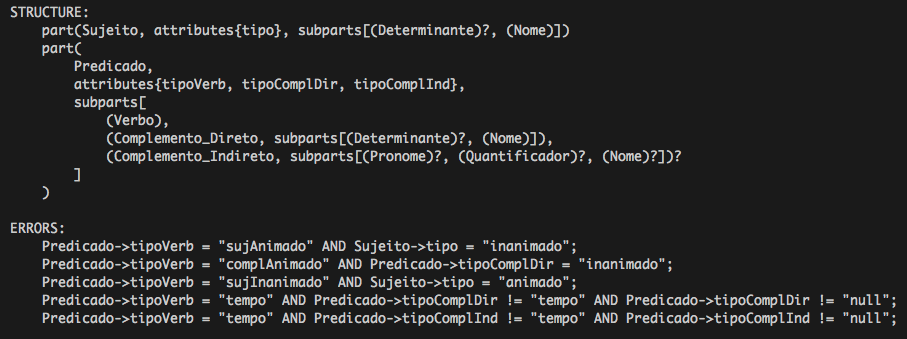 STRUCTURE:
part(Sujeito, attributes{tipo}, subparts[(Determinante)?, (Nome)])
part(
Predicado,
attributes{tipoVerb, tipoComplDir, tipoComplInd},
subparts[
(Verbo),
(Complemento_Direto, subparts[(Determinante)?, (Nome)]),
(Complemento_Indireto, subparts[(Pronome)?, (Quantificador)?, (Nome)?])?
]
)
ERRORS:
Predicado->tipoVerb = "sujAnimado" AND Sujeito->tipo = "inanimado";
Predicado->tipoVerb = "complAnimado" AND Predicado->tipoComplDir = "inanimado";
Predicado->tipoVerb = "sujInanimado" AND Sujeito->tipo = "animado";
Predicado->tipoVerb = "tempo" AND Predicado->tipoComplDir != "tempo" AND Predicado->tipoComplDir != "null";
Predicado->tipoVerb = "tempo" AND Predicado->tipoComplInd != "tempo" AND Predicado->tipoComplInd != "null";